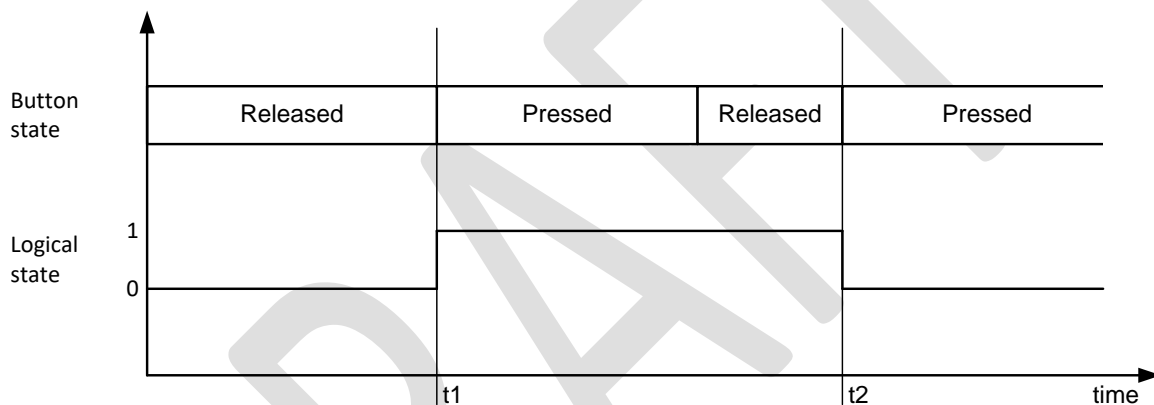 Button
state
Released
Pressed
Released
Pressed
Logical
state
1
0
t1
t2
time